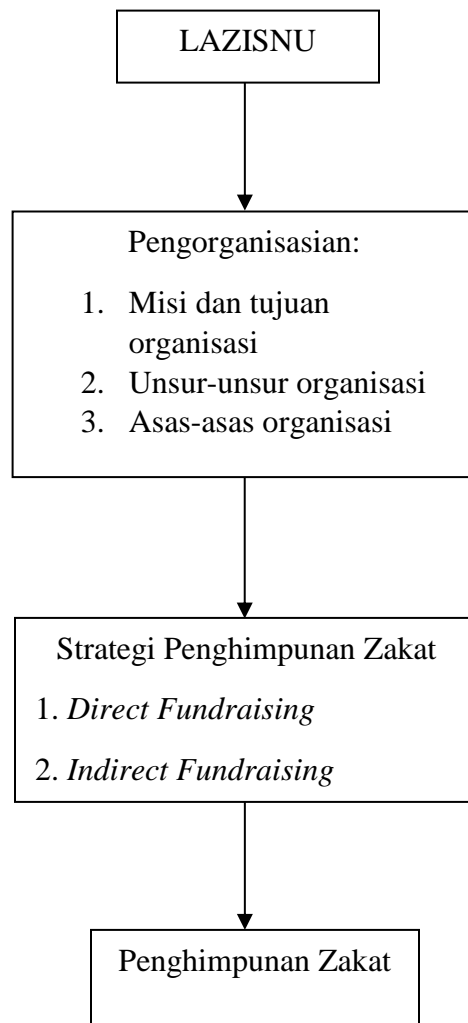 LAZISNU
Pengorganisasian:
1. Misi dan tujuan
organisasi
2. Unsur-unsur organisasi
3. Asas-asas organisasi
Strategi Penghimpunan Zakat
1. Direct Fundraising
2. Indirect Fundraising
Penghimpunan Zakat